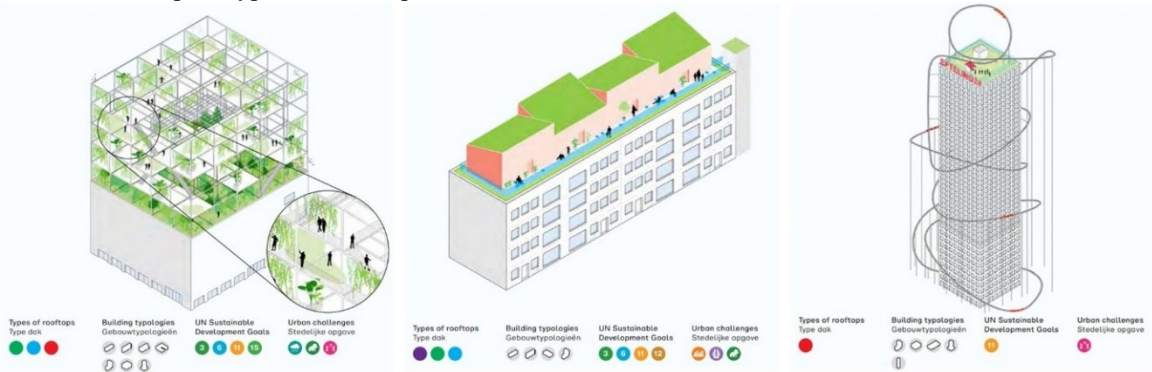 Types of rooftops
Type dak
Building typologies
Gebouwtypologieën
UN Sustainable
Development Goals
3 6 11 15
Urban challenges
Stedelijke opgave
Types of rooftops
Type dak
Building typologies
Gebouwtypologieën
UN Sustainable
Development Goals
3 6 11 12
Urban challenges
Stedelijke opgave
EFTELING
Types of rooftops
Type dak
Building typologies
Gebouwtypologieën
UN Sustainable
Development Goals
11
Urban challenges
Stedelijke opgave